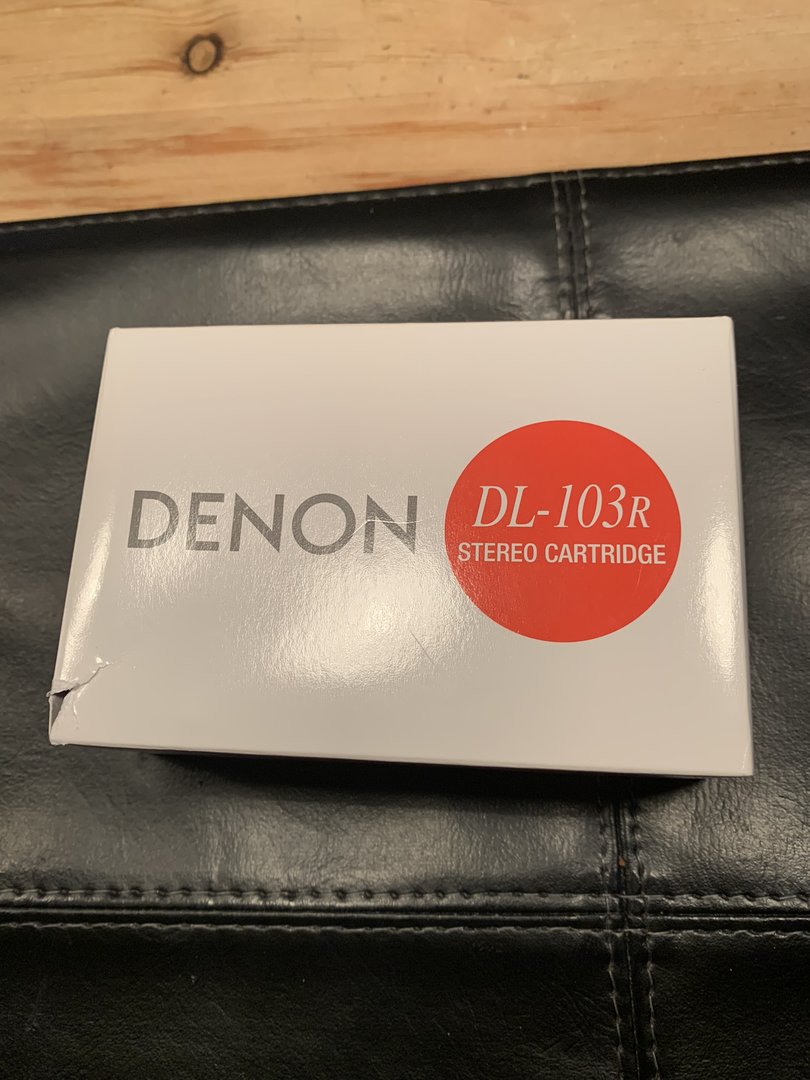 DENON
DL-103R
STEREO CARTRIDGE